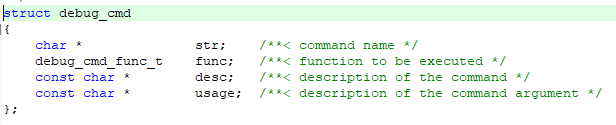 struct debug_cmd
{
    char *              str;    /**< command name */
    debug_cmd_func_t    func;   /**< function to be executed */
    const char *        desc;   /**< description of the command */
    const char *        usage;  /**< description of the command argument */
};